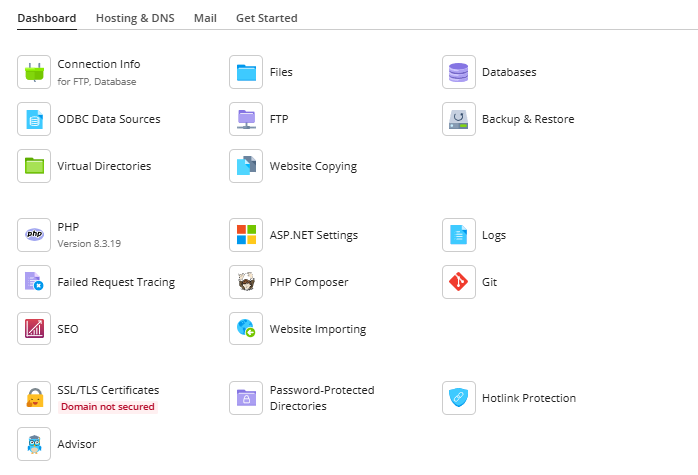 Dashboard Hosting & DNS Mail Get Started
Connection Info
for FTP, Database
Files
Databases
ODBC Data Sources
FTP
Backup & Restore
Virtual Directories
Website Copying
php
PHP
Version 8.3.19
ASP.NET Settings
Logs
Failed Request Tracing
PHP Composer
Git
SEO
Website Importing
SSL/TLS Certificates
Domain not secured
Password-Protected
Directories
Hotlink Protection
Advisor